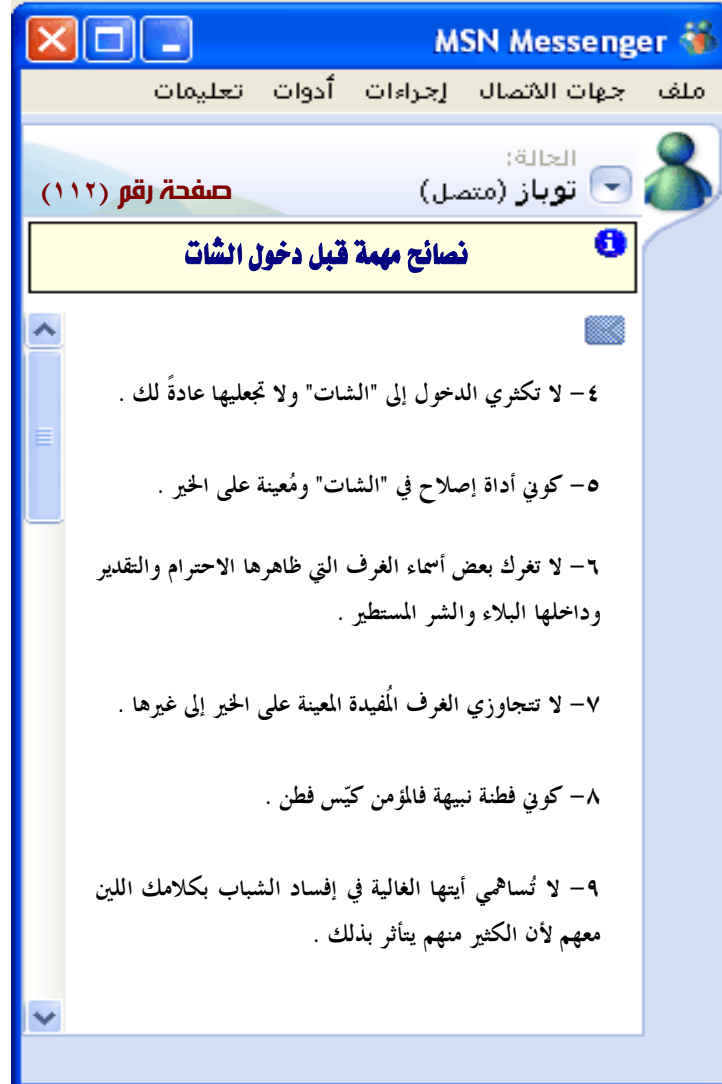 MSN Messenger
ملف جهات الاتصال إجراءات أدوات تعليمات
الحالة:
توباز (متصل)
صفحة رقم (١١٢)
نصائح مهمة قبل دخول الشات
٤– لا تكثري الدخول إلى "الشات" ولا تجعليها عادةً لك .
٥– كوني أداة إصلاح في "الشات" ومُعينة على الخير .
٦– لا تغرك بعض أسماء الغرف التي ظاهرها الاحترام والتقدير
وداخلها البلاء والشر المستطير .
٧– لا تتجاوزي الغرف المُفيدة المعينة على الخير إلى غيرها .
٨– كوني فطنة نبيهة فالمؤمن كيّس فطن .
٩– لا تُساهمي أيتها الغالية في إفساد الشباب بكلامك اللين
معهم لأن الكثير منهم يتأثر بذلك .